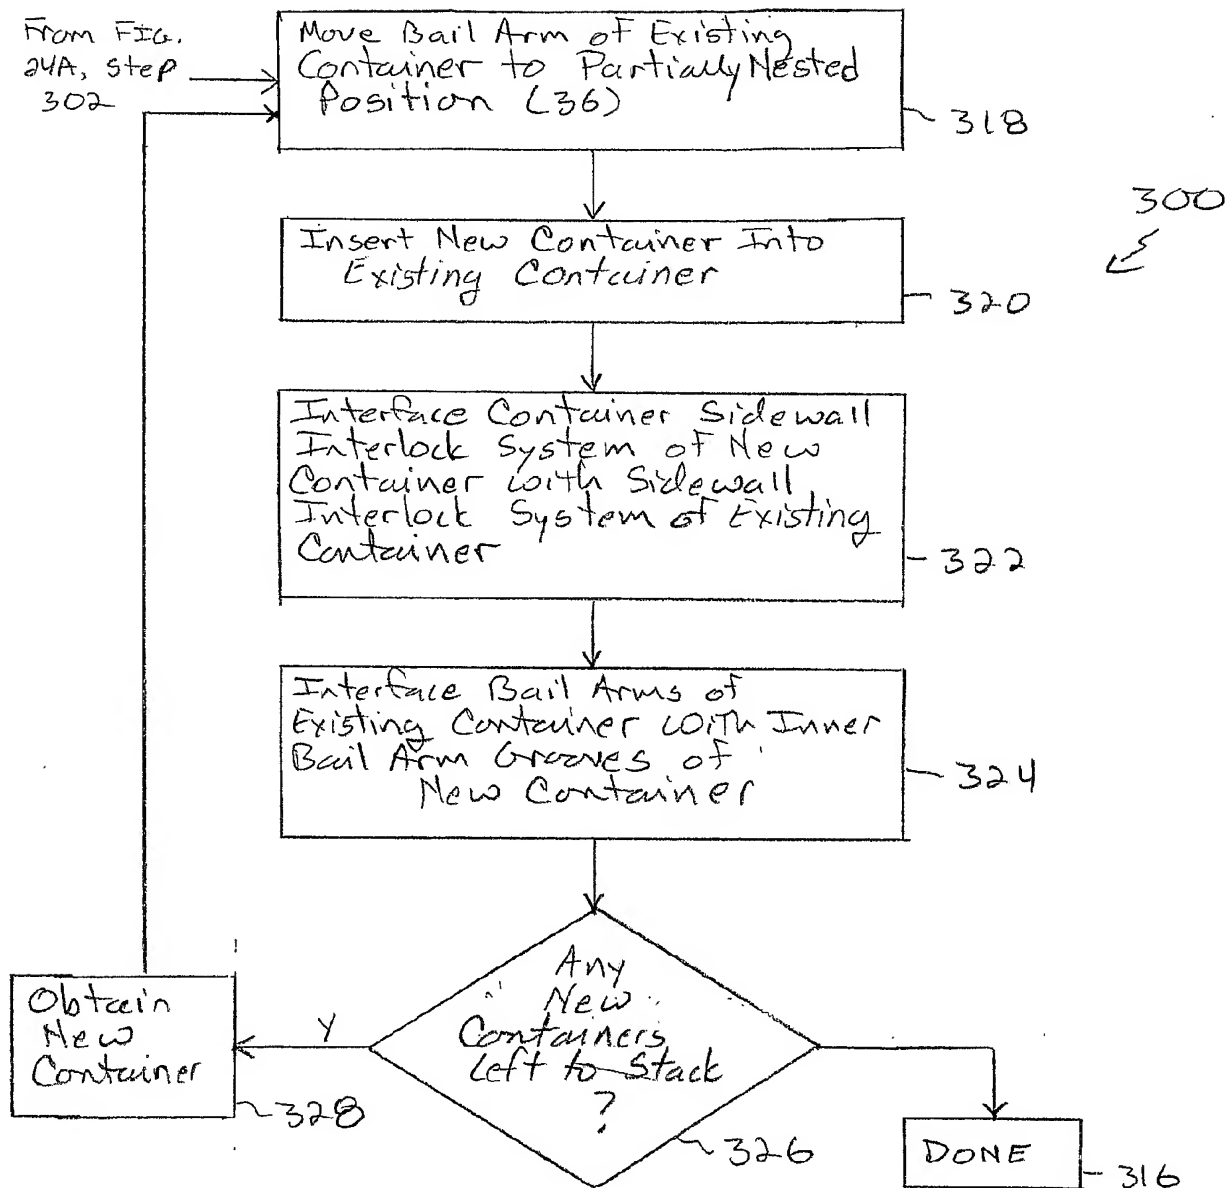 From FIG.
24A, Step
302
Move Bail Arm of Existing
Container to Partially Nested
Position (36)
318
300
Insert New Container Into
Existing Container
320
Interface Container Sidewall
Interlock System of New
Container with Sidewall
Interlock System of Existing
Container
322
Interface Bail Arms of
Existing Container with Inner
Bail Arm Grooves of
New Container
324
Any
New
Containers
Left to Stack
?
326
Y
Obtain
New
Container
328
DONE
316